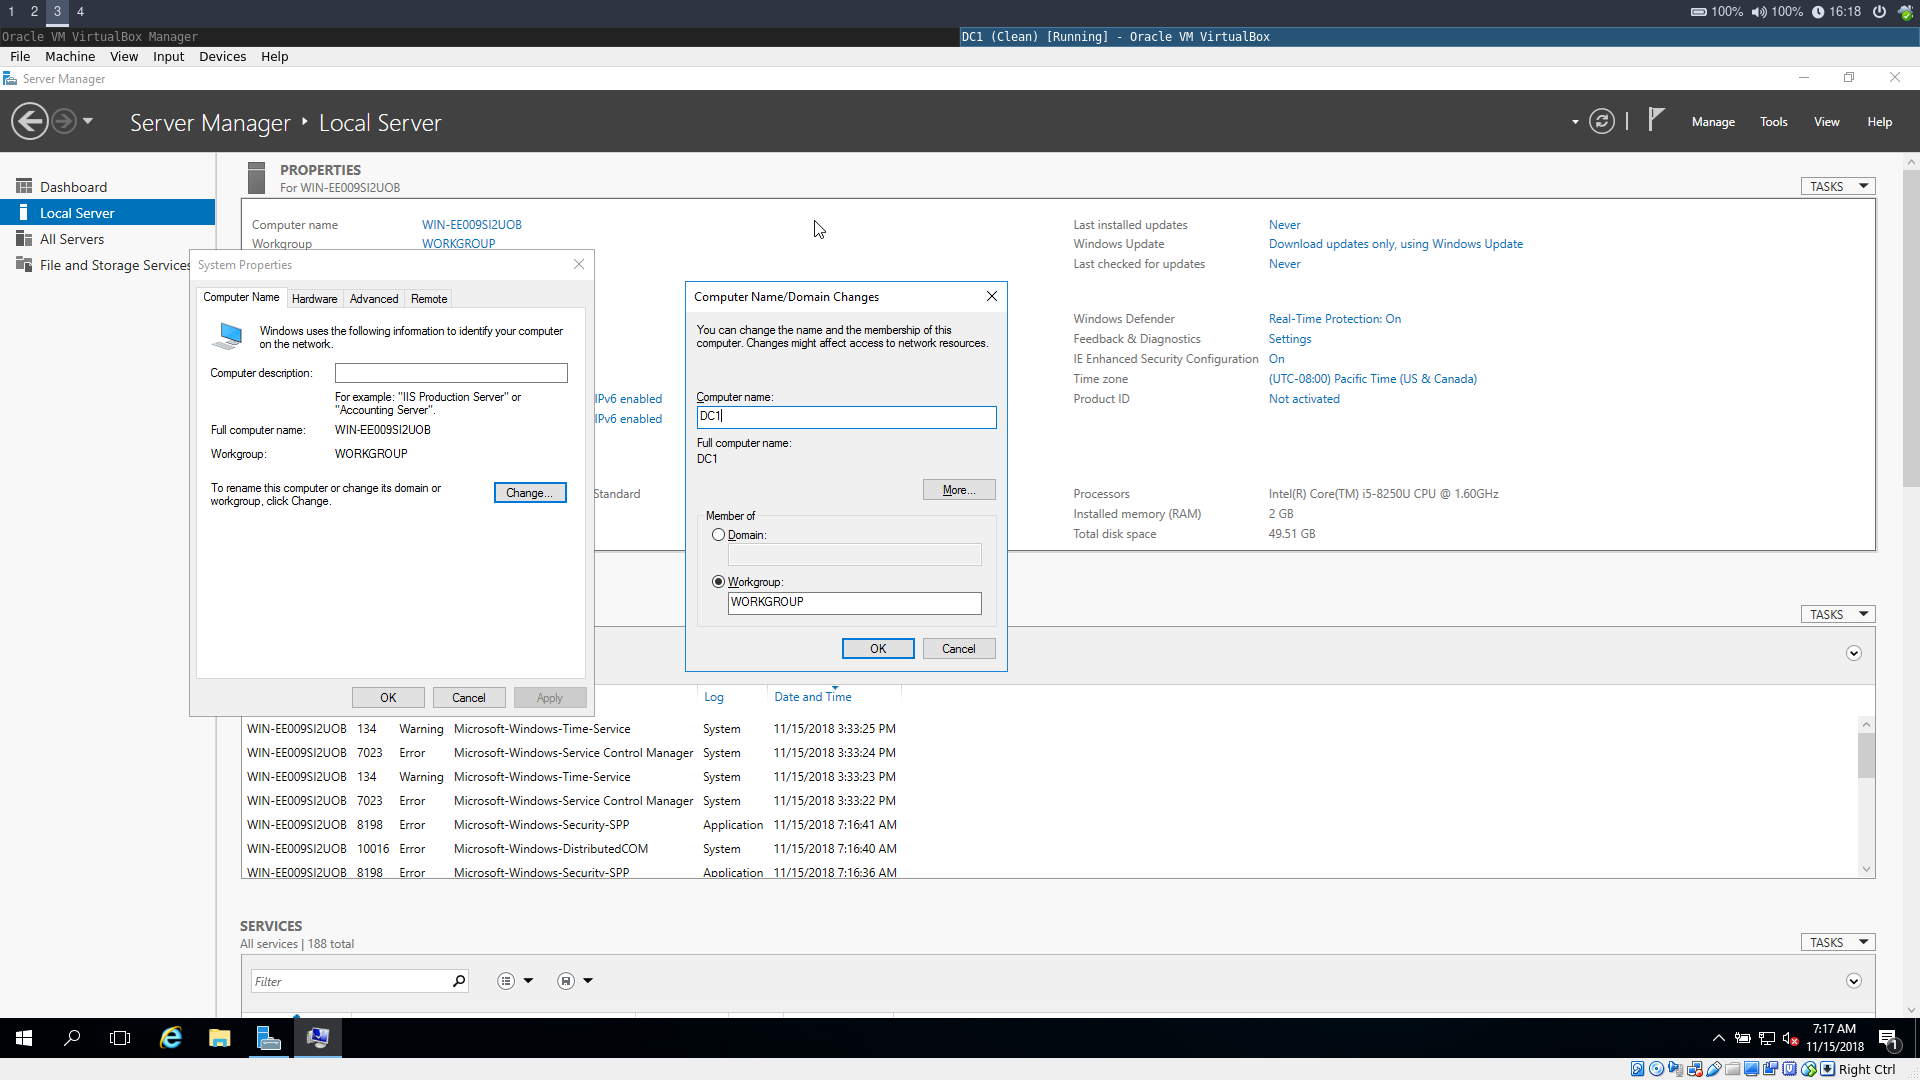 1 2 3 4
100% 100% 16:18
Oracle VM VirtualBox Manager
DC1 (Clean) [Running] - Oracle VM VirtualBox
File Machine View Input Devices Help
Server Manager
Server Manager ‣ Local Server
Manage Tools View Help
Dashboard
Local Server
All Servers
File and Storage Services
PROPERTIES
For WIN-EE009SI2UOB
TASKS
Computer name WIN-EE009SI2UOB
Workgroup WORKGROUP
Last installed updates Never
Windows Update Download updates only, using Windows Update
Last checked for updates Never
Windows Defender Real-Time Protection: On
Feedback & Diagnostics Settings
IE Enhanced Security Configuration On
Time zone (UTC-08:00) Pacific Time (US & Canada)
Product ID Not activated
IPv6 enabled
IPv6 enabled
Standard
Processors Intel(R) Core(TM) i5-8250U CPU @ 1.60GHz
Installed memory (RAM) 2 GB
Total disk space 49.51 GB
System Properties
Computer Name Hardware Advanced Remote
Windows uses the following information to identify your computer
on the network.
Computer description:
For example: "IIS Production Server" or
"Accounting Server".
Full computer name: WIN-EE009SI2UOB
Workgroup: WORKGROUP
To rename this computer or change its domain or
workgroup, click Change.
Change...
OK Cancel Apply
Computer Name/Domain Changes
You can change the name and the membership of this
computer. Changes might affect access to network resources.
Computer name:
DC1
Full computer name:
DC1
More...
Member of
Domain:
Workgroup:
WORKGROUP
OK Cancel
TASKS
Log Date and Time
WIN-EE009SI2UOB 134 Warning Microsoft-Windows-Time-Service System 11/15/2018 3:33:25 PM
WIN-EE009SI2UOB 7023 Error Microsoft-Windows-Service Control Manager System 11/15/2018 3:33:24 PM
WIN-EE009SI2UOB 134 Warning Microsoft-Windows-Time-Service System 11/15/2018 3:33:23 PM
WIN-EE009SI2UOB 7023 Error Microsoft-Windows-Service Control Manager System 11/15/2018 3:33:22 PM
WIN-EE009SI2UOB 8198 Error Microsoft-Windows-Security-SPP Application 11/15/2018 7:16:41 AM
WIN-EE009SI2UOB 10016 Error Microsoft-Windows-DistributedCOM System 11/15/2018 7:16:40 AM
WIN-EE009SI2UOB 8198 Error Microsoft-Windows-Security-SPP Application 11/15/2018 7:16:36 AM
SERVICES
All services | 188 total
TASKS
Filter
7:17 AM
11/15/2018
1
Right Ctrl